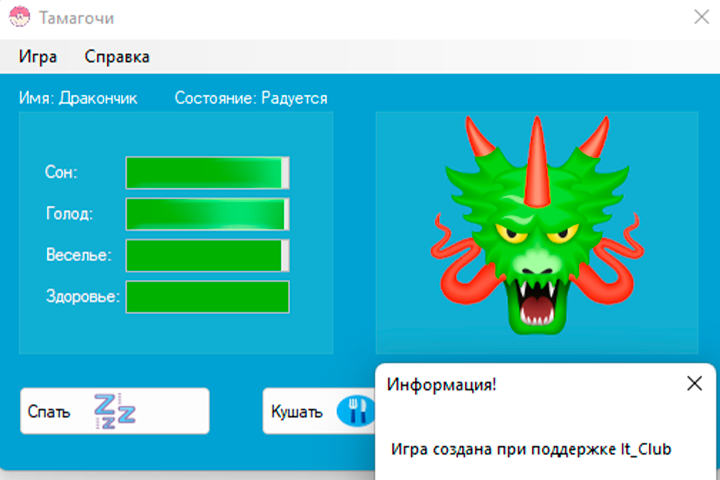 Тамагочи
Игра Справка
Имя: Дракончик Состояние: Радуется
Сон:
Голод:
Веселье:
Здоровье:
Спать
Кушать
Информация!
Игра создана при поддержке It_Club